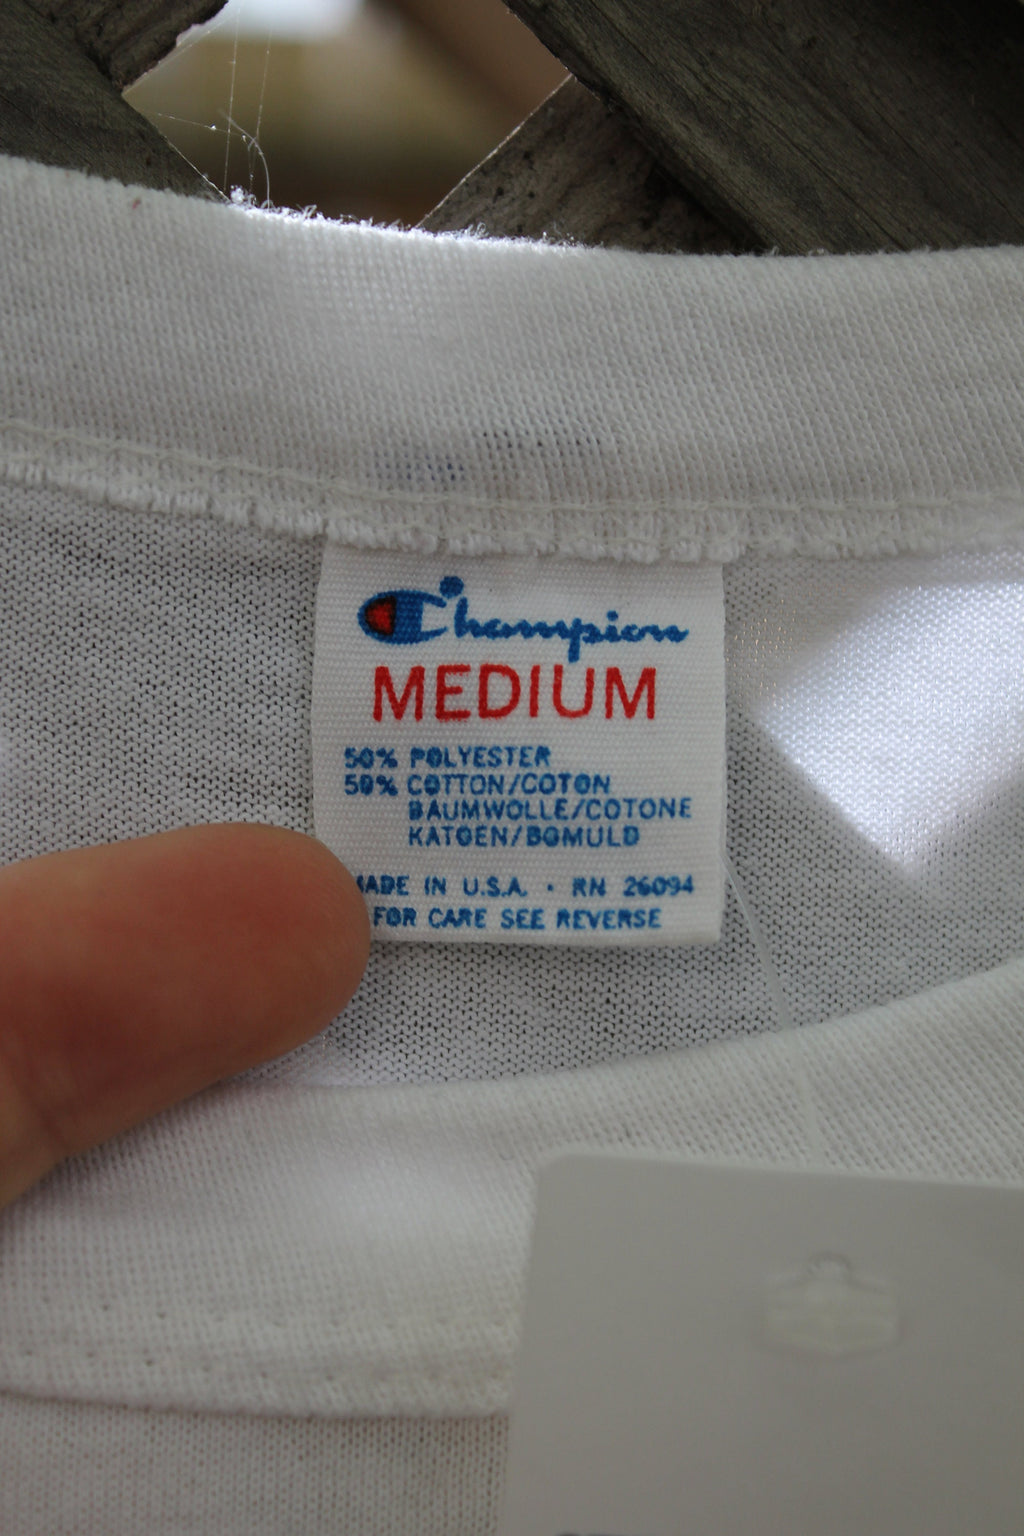 Champion
MEDIUM
50% POLYESTER
50% COTTON/COTON
BAUMWOLLE/COTONE
KATOEN/BOMULD
MADE IN U.S.A. · RN 26094
FOR CARE SEE REVERSE